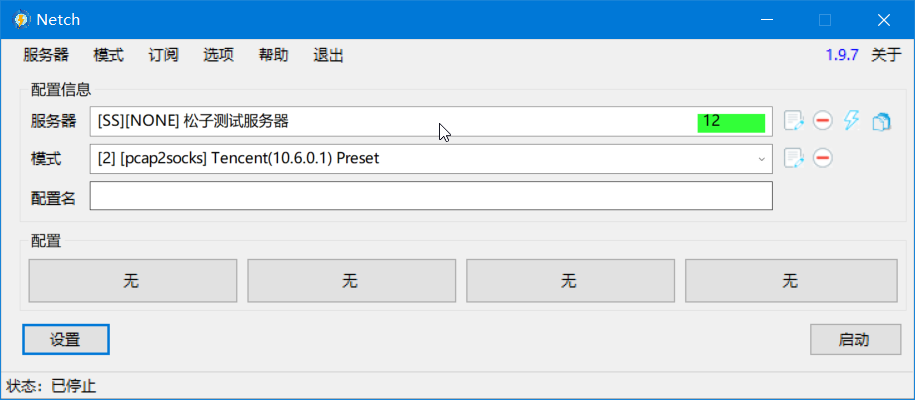 Netch
服务器 模式 订阅 选项 帮助 退出 1.9.7 关于
配置信息
服务器 [SS][NONE] 松子测试服务器 12
模式 [2] [pcap2socks] Tencent(10.6.0.1) Preset
配置名
配置
无 无 无 无
设置 启动
状态：已停止